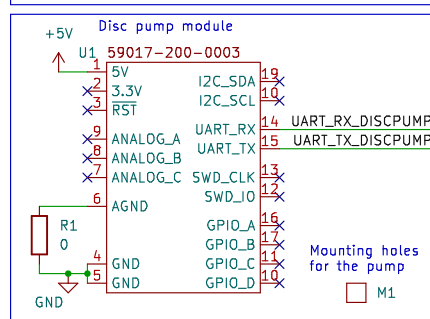 Disc pump module
+5V
U1 59017-200-0003
1 5V
2 3.3V
3 RST
9 ANALOG_A
8 ANALOG_B
7 ANALOG_C
6 AGND
4 GND
5 GND
I2C_SDA 19
I2C_SCL 10
UART_RX 14 UART_RX_DISCPUMP
UART_TX 15 UART_TX_DISCPUMP
SWD_CLK 13
SWD_IO 12
GPIO_A 16
GPIO_B 17
GPIO_C 11
GPIO_D 10
R1
0
GND
Mounting holes
for the pump
M1